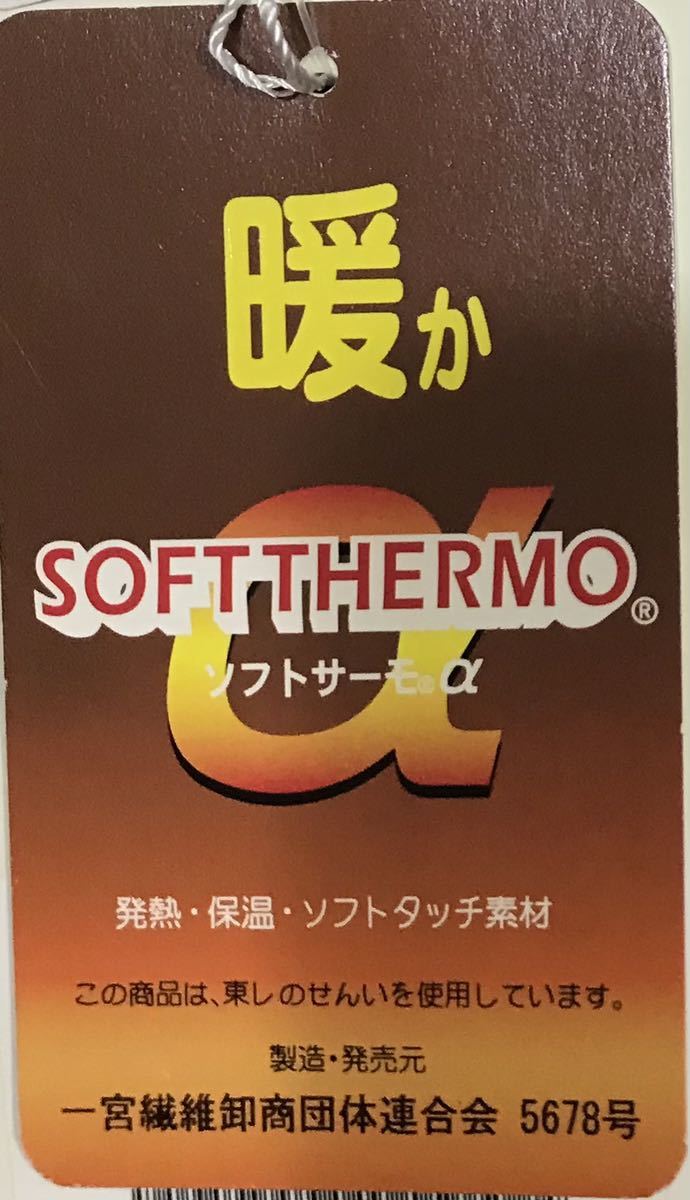 暖か
SOFT THERMO®
ソフトサーモ®α
発熱・保温・ソフトタッチ素材
この商品は、東レのせんいを使用しています。
製造・発売元
一宮繊維卸商団体連合会 5678号